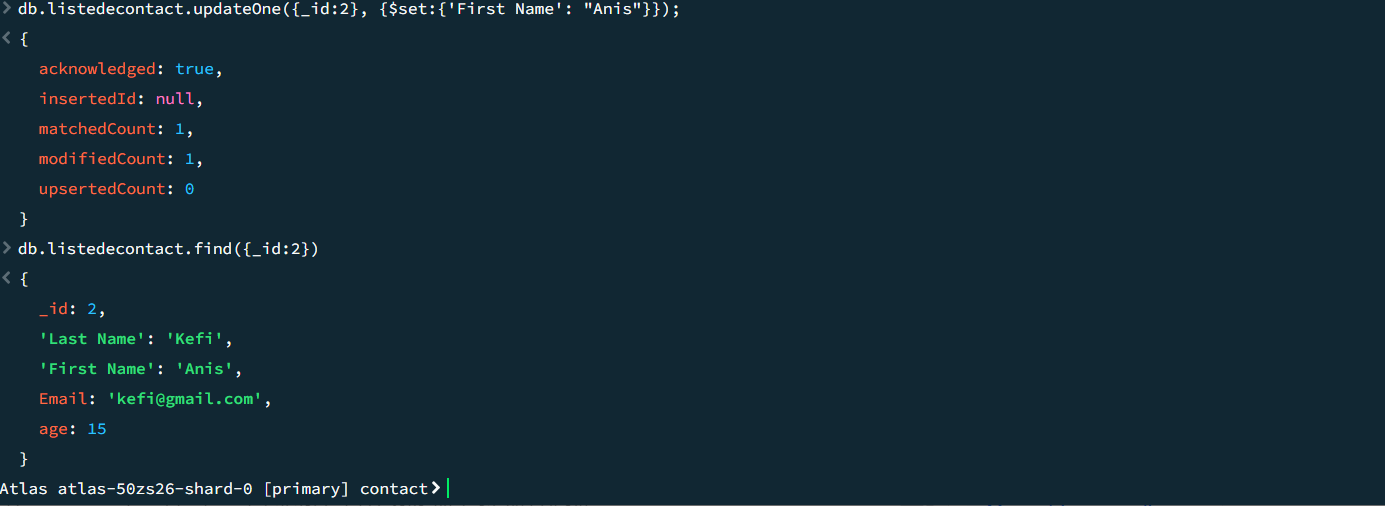 > db.listedecontact.updateOne({_id:2}, {$set:{'First Name': "Anis"}});
< {
acknowledged: true,
insertedId: null,
matchedCount: 1,
modifiedCount: 1,
upsertedCount: 0
}
> db.listedecontact.find({_id:2})
< {
_id: 2,
'Last Name': 'Kefi',
'First Name': 'Anis',
Email: 'kefi@gmail.com',
age: 15
}
Atlas atlas-50zs26-shard-0 [primary] contact>